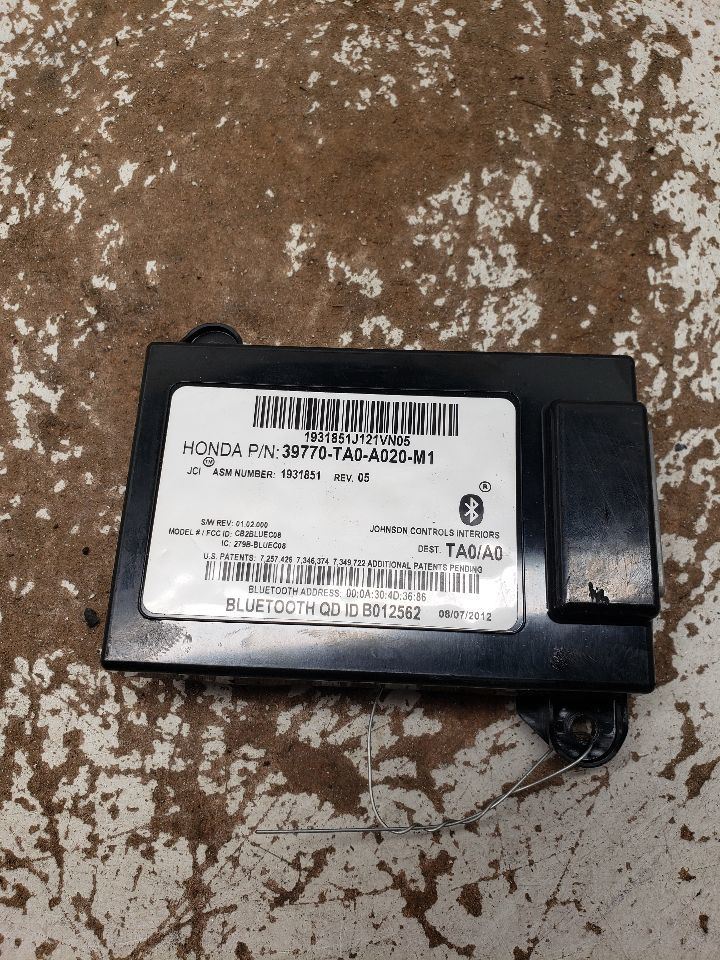 1931851J121VN05
HONDA P/N: 39770-TA0-A020-M1
JCI™ ASM NUMBER: 1931851 REV. 05
®
S/W REV: 01.02.000
MODEL # / FCC ID: CB2BLUEC08
IC: 279B-BLUEC08
JOHNSON CONTROLS INTERIORS
DEST. TA0/A0
U.S. PATENTS: 7,257,426 7,346,374 7,349,722 ADDITIONAL PATENTS PENDING
BLUETOOTH ADDRESS: 00:0A:30:4D:36:86
BLUETOOTH QD ID B012562
08/07/2012